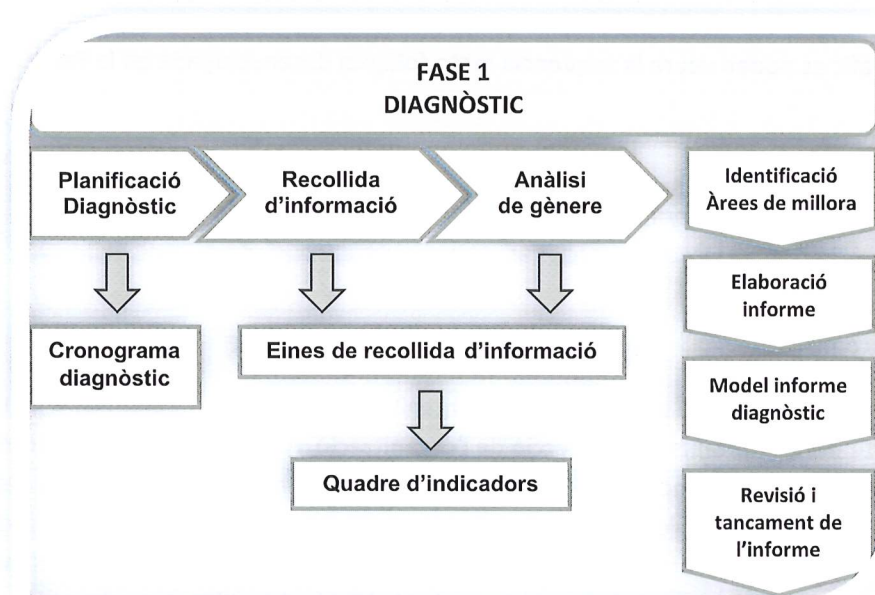 FASE 1
DIAGNÒSTIC
Planificació
Diagnòstic
Recollida
d'informació
Anàlisi
de gènere
Identificació
Àrees de millora
Cronograma
diagnòstic
Eines de recollida d'informació
Elaboració
informe
Quadre d'indicadors
Model informe
diagnòstic
Revisió i
tancament de
l'informe